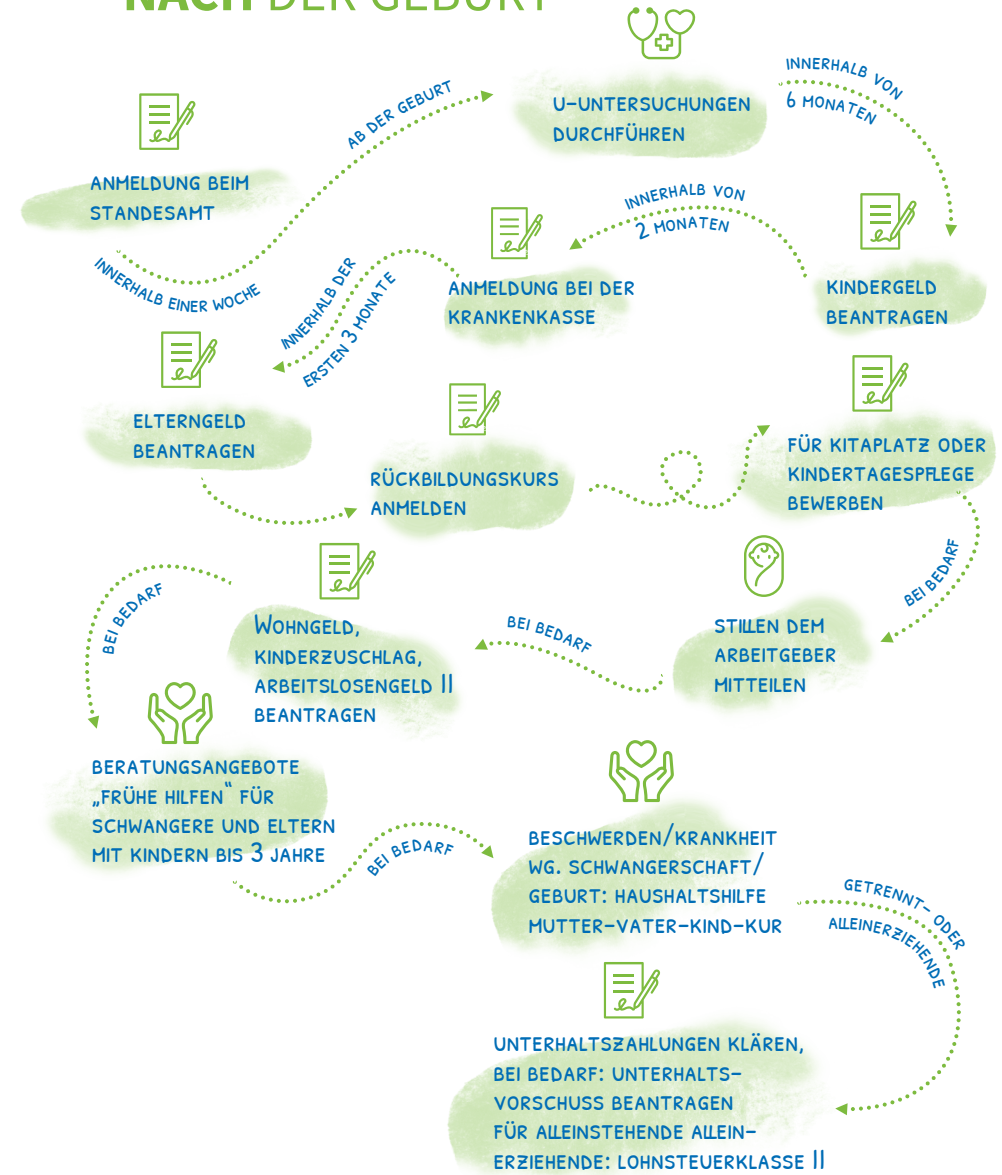 NACH DER GEBURT
ANMELDUNG BEIM
STANDESAMT
INNERHALB EINER WOCHE
AB DER GEBURT
U-UNTERSUCHUNGEN
DURCHFÜHREN
INNERHALB VON
6 MONATEN
KINDERGELD
BEANTRAGEN
INNERHALB VON
2 MONATEN
ANMELDUNG BEI DER
KRANKENKASSE
INNERHALB DER
ERSTEN 3 MONATE
ELTERNGELD
BEANTRAGEN
RÜCKBILDUNGSKURS
ANMELDEN
FÜR KITAPLATZ ODER
KINDERTAGESPFLEGE
BEWERBEN
BEI BEDARF
STILLEN DEM
ARBEITGEBER
MITTEILEN
BEI BEDARF
WOHNGELD,
KINDERZUSCHLAG,
ARBEITSLOSENGELD II
BEANTRAGEN
BEI BEDARF
BERATUNGSANGEBOTE
„FRÜHE HILFEN“ FÜR
SCHWANGERE UND ELTERN
MIT KINDERN BIS 3 JAHRE
BEI BEDARF
BESCHWERDEN/KRANKHEIT
WG. SCHWANGERSCHAFT/
GEBURT: HAUSHALTSHILFE
MUTTER-VATER-KIND-KUR
GETRENNT- ODER
ALLEINERZIEHENDE
UNTERHALTSZAHLUNGEN KLÄREN,
BEI BEDARF: UNTERHALTS-
VORSCHUSS BEANTRAGEN
FÜR ALLEINSTEHENDE ALLEIN-
ERZIEHENDE: LOHNSTEUERKLASSE II